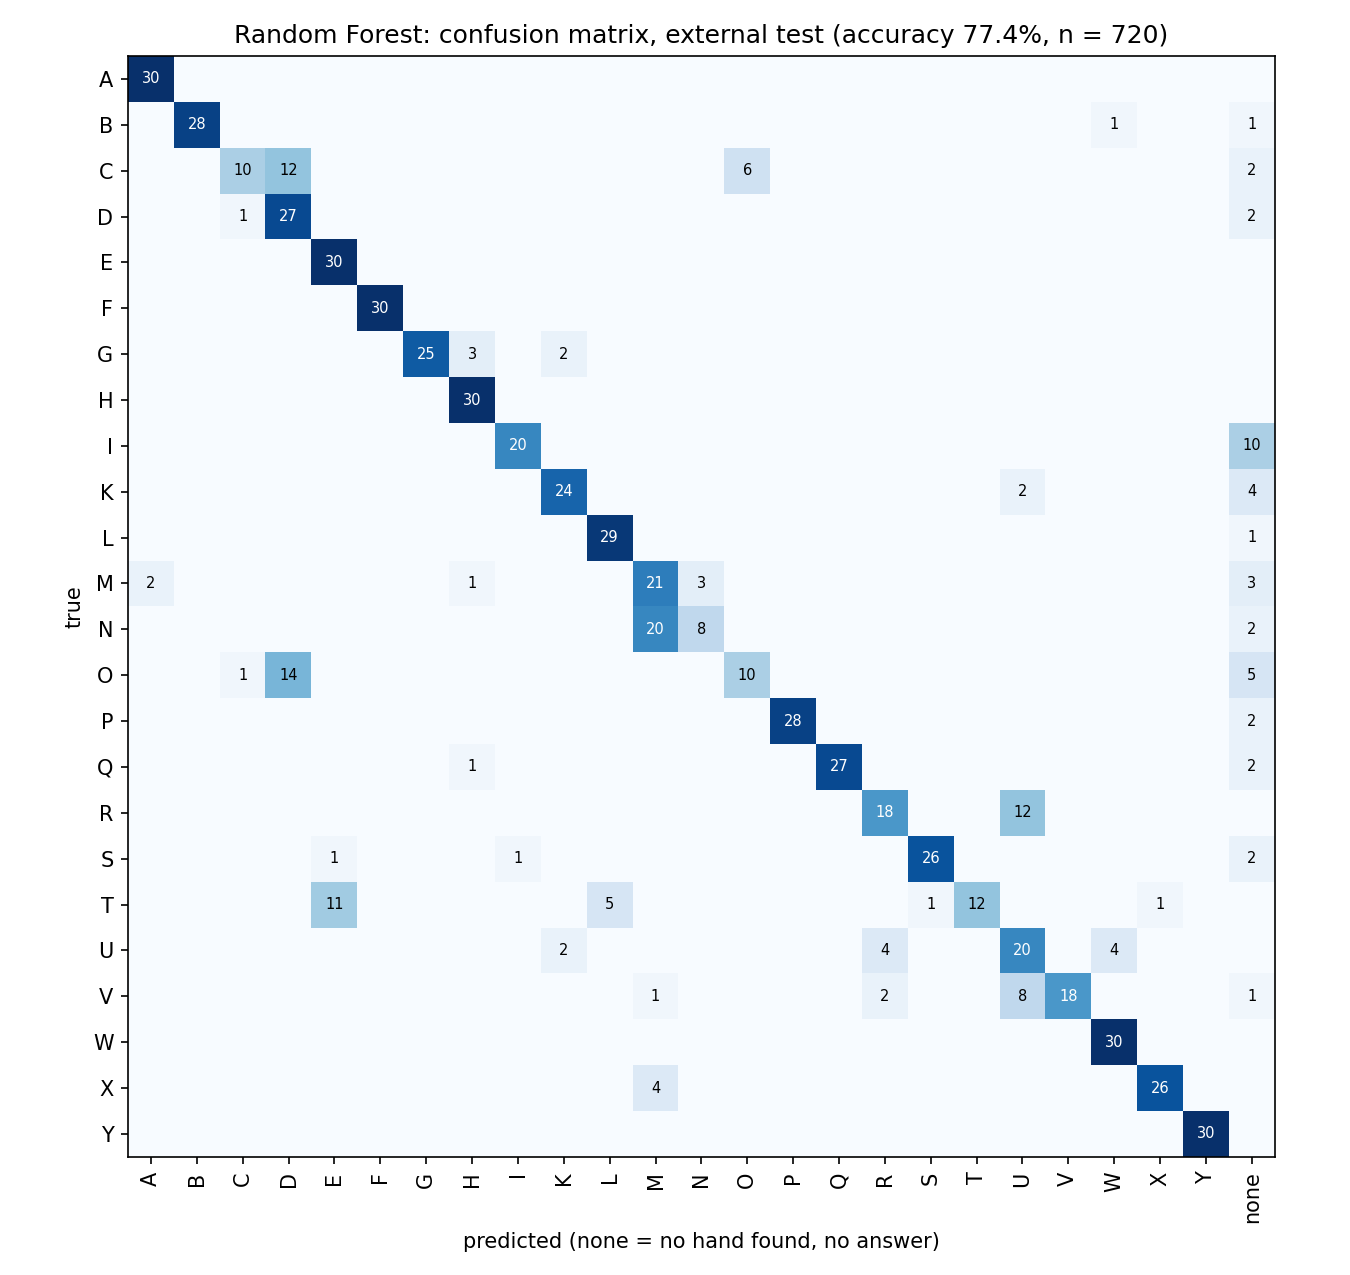 Random Forest: confusion matrix, external test (accuracy 77.4%, n = 720)
A 30
B 28 1 1
C 10 12 6 2
D 1 27 2
E 30
F 30
G 25 3 2
H 30
I 20 10
K 24 2 4
L 29 1
M 2 1 21 3 3
N 20 8 2
O 1 14 10 5
P 28 2
Q 1 27 2
R 18 12
S 1 1 26 2
T 11 5 1 12 1
U 2 4 20 4
V 1 2 8 18 1
W 30
X 4 26
Y 30
true
A B C D E F G H I K L M N O P Q R S T U V W X Y none
predicted (none = no hand found, no answer)